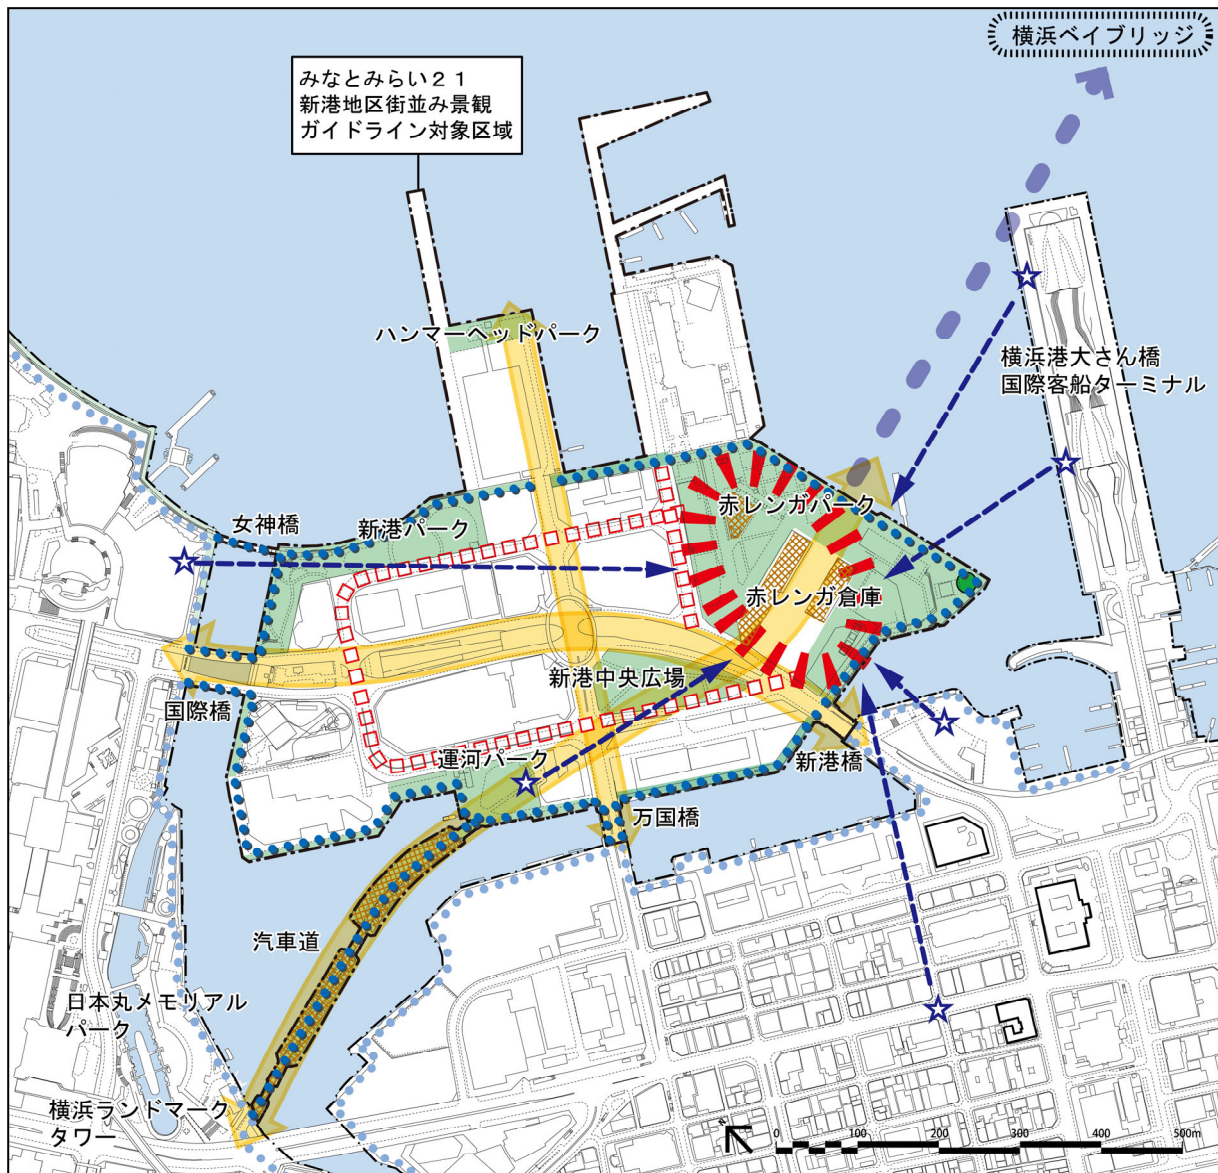 横浜ベイブリッジ
みなとみらい２１
新港地区街並み景観
ガイドライン対象区域
ハンマーヘッドパーク
横浜港大さん橋
国際客船ターミナル
女神橋
新港パーク
赤レンガパーク
赤レンガ倉庫
新港中央広場
国際橋
運河パーク
新港橋
万国橋
汽車道
日本丸メモリアル
パーク
横浜ランドマーク
タワー
N
0 100 200 300 400 500m